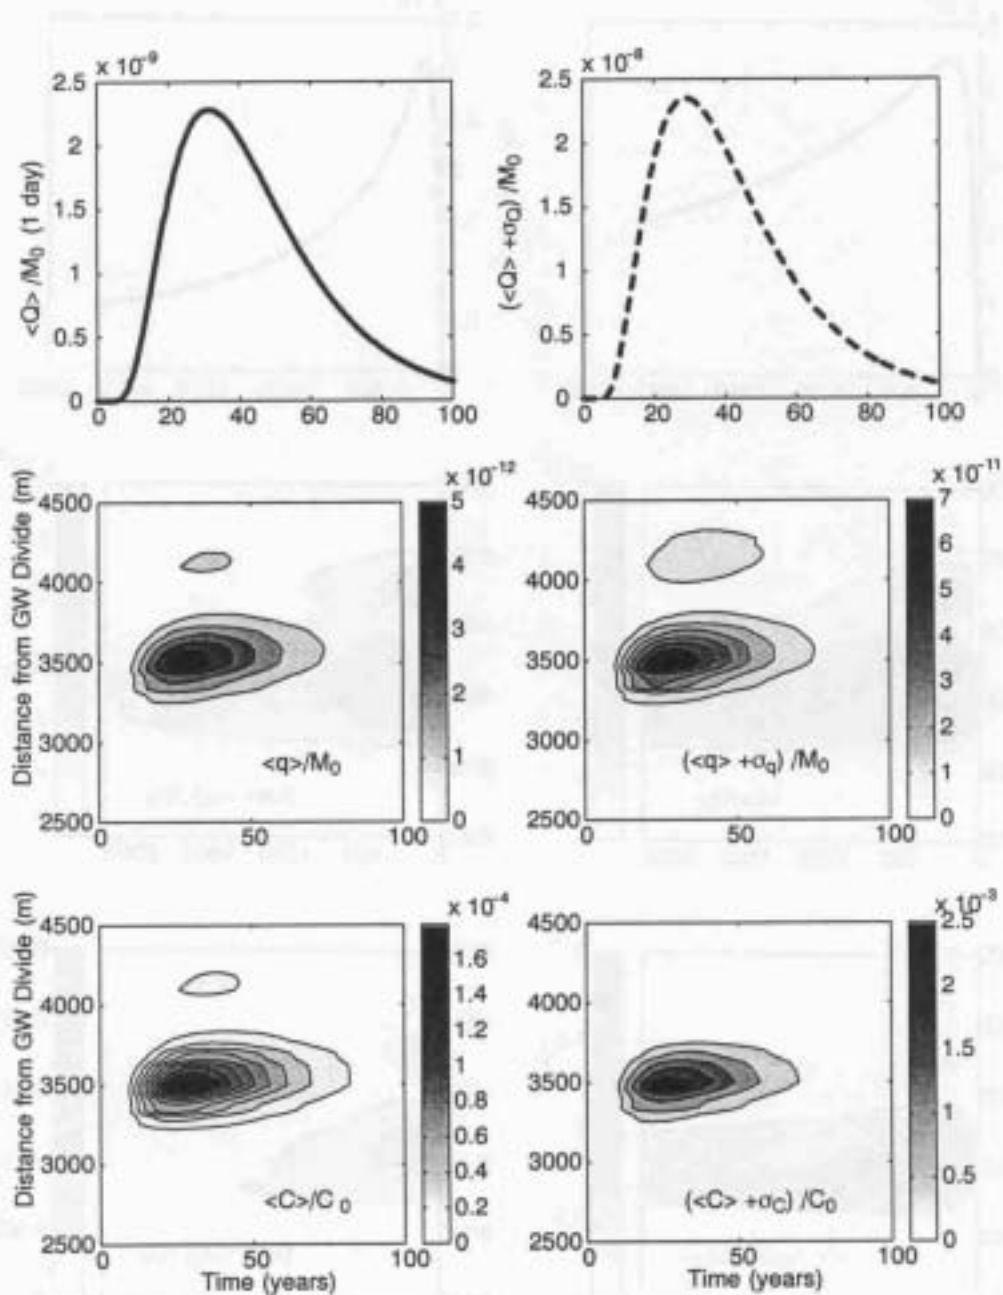 x 10⁻⁹
2.5
2
1.5
1
0.5
0
0 20 40 60 80 100
<Q> /M₀ (1 day)
x 10⁻⁸
2.5
2
1.5
1
0.5
0
0 20 40 60 80 100
(<Q> +σQ) /M₀
Distance from GW Divide (m)
4500
4000
3500
3000
2500
0 50 100
<q>/M₀
x 10⁻¹²
5
4
3
2
1
0
4500
4000
3500
3000
2500
0 50 100
(<q> +σq) /M₀
x 10⁻¹¹
7
6
5
4
3
2
1
0
Distance from GW Divide (m)
4500
4000
3500
3000
2500
0 50 100
Time (years)
<C>/C₀
x 10⁻⁴
1.6
1.4
1.2
1
0.8
0.6
0.4
0.2
0
4500
4000
3500
3000
2500
0 50 100
Time (years)
(<C> +σC) /C₀
x 10⁻³
2.5
2
1.5
1
0.5
0